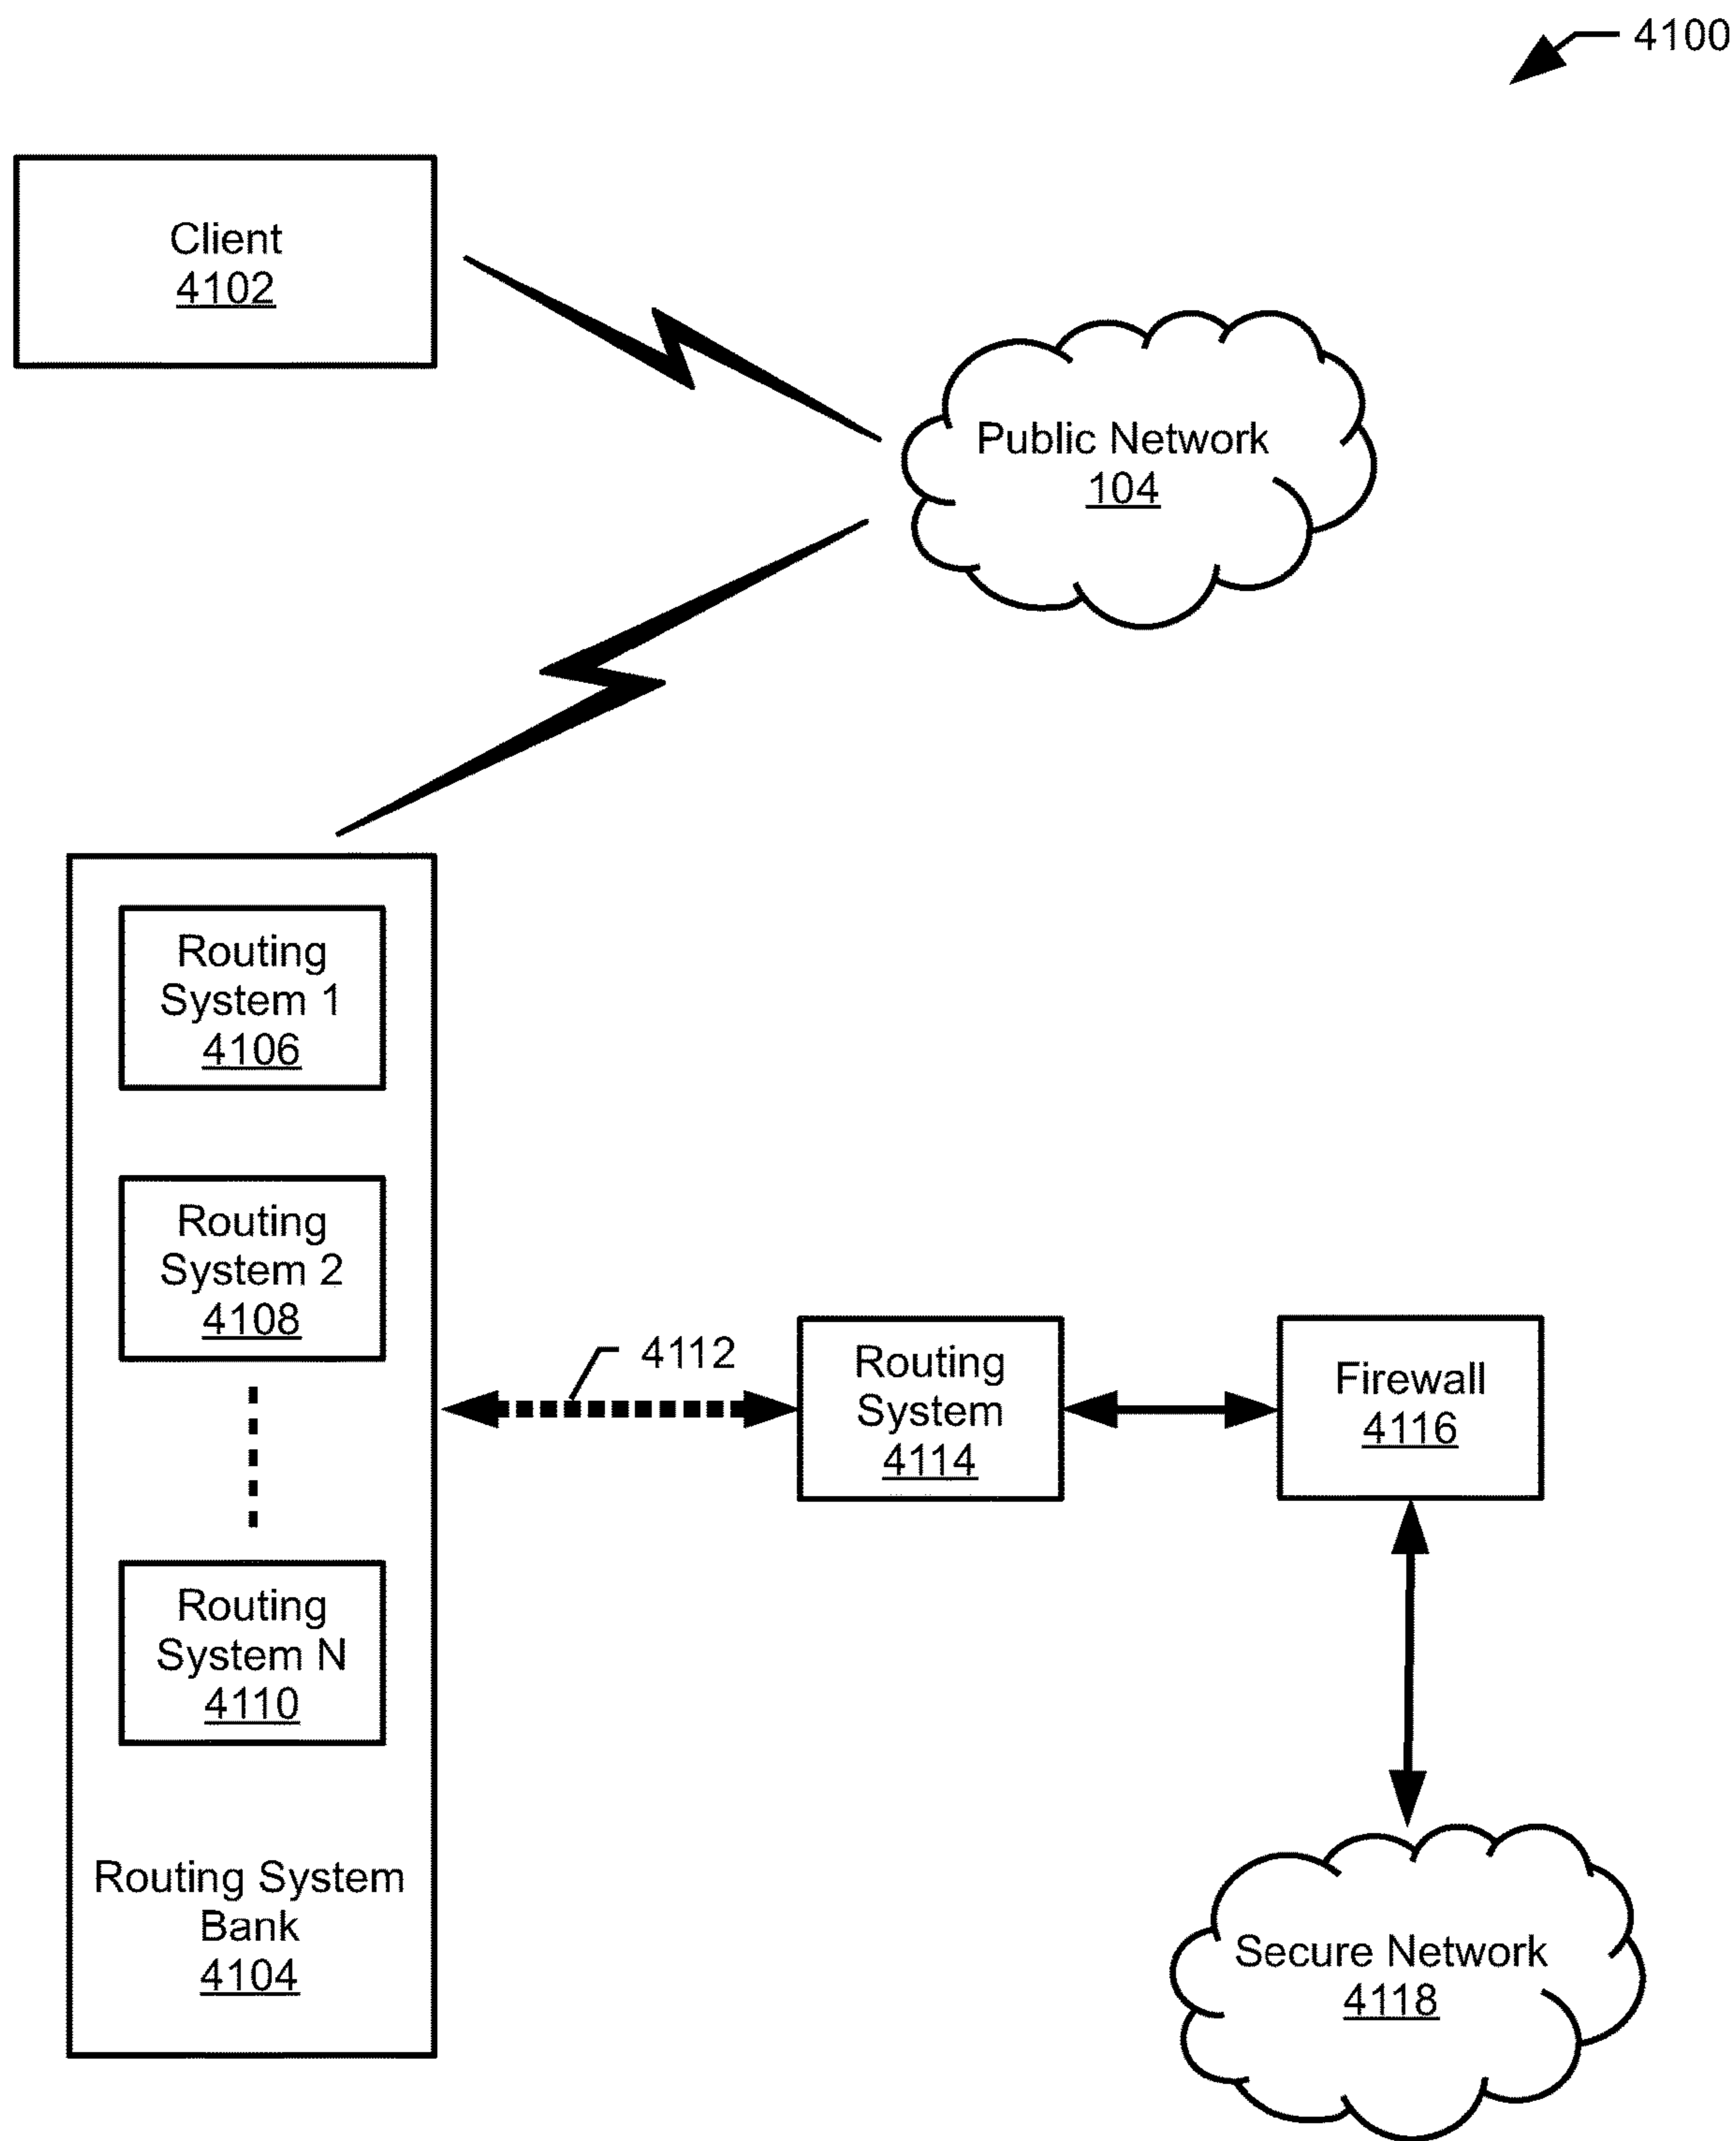 4100
Client
4102
Public Network
104
Routing
System 1
4106
Routing
System 2
4108
4112
Routing
System
4114
Firewall
4116
Routing
System N
4110
Routing System
Bank
4104
Secure Network
4118